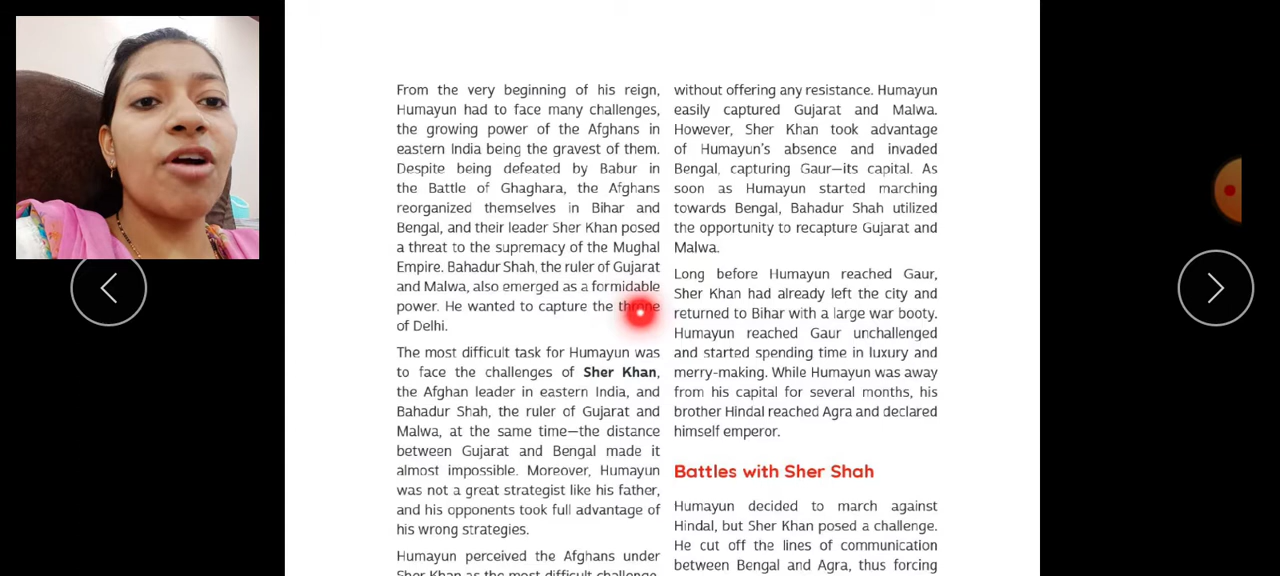 From the very beginning of his reign,
Humayun had to face many challenges,
the growing power of the Afghans in
eastern India being the gravest of them.
Despite being defeated by Babur in
the Battle of Ghaghara, the Afghans
reorganized themselves in Bihar and
Bengal, and their leader Sher Khan posed
a threat to the supremacy of the Mughal
Empire. Bahadur Shah, the ruler of Gujarat
and Malwa, also emerged as a formidable
power. He wanted to capture the throne
of Delhi.
The most difficult task for Humayun was
to face the challenges of Sher Khan,
the Afghan leader in eastern India, and
Bahadur Shah, the ruler of Gujarat and
Malwa, at the same time—the distance
between Gujarat and Bengal made it
almost impossible. Moreover, Humayun
was not a great strategist like his father,
and his opponents took full advantage of
his wrong strategies.
Humayun perceived the Afghans under
Sher Khan as the most difficult challenge.
without offering any resistance. Humayun
easily captured Gujarat and Malwa.
However, Sher Khan took advantage
of Humayun's absence and invaded
Bengal, capturing Gaur—its capital. As
soon as Humayun started marching
towards Bengal, Bahadur Shah utilized
the opportunity to recapture Gujarat and
Malwa.
Long before Humayun reached Gaur,
Sher Khan had already left the city and
returned to Bihar with a large war booty.
Humayun reached Gaur unchallenged
and started spending time in luxury and
merry-making. While Humayun was away
from his capital for several months, his
brother Hindal reached Agra and declared
himself emperor.
Battles with Sher Shah
Humayun decided to march against
Hindal, but Sher Khan posed a challenge.
He cut off the lines of communication
between Bengal and Agra, thus forcing